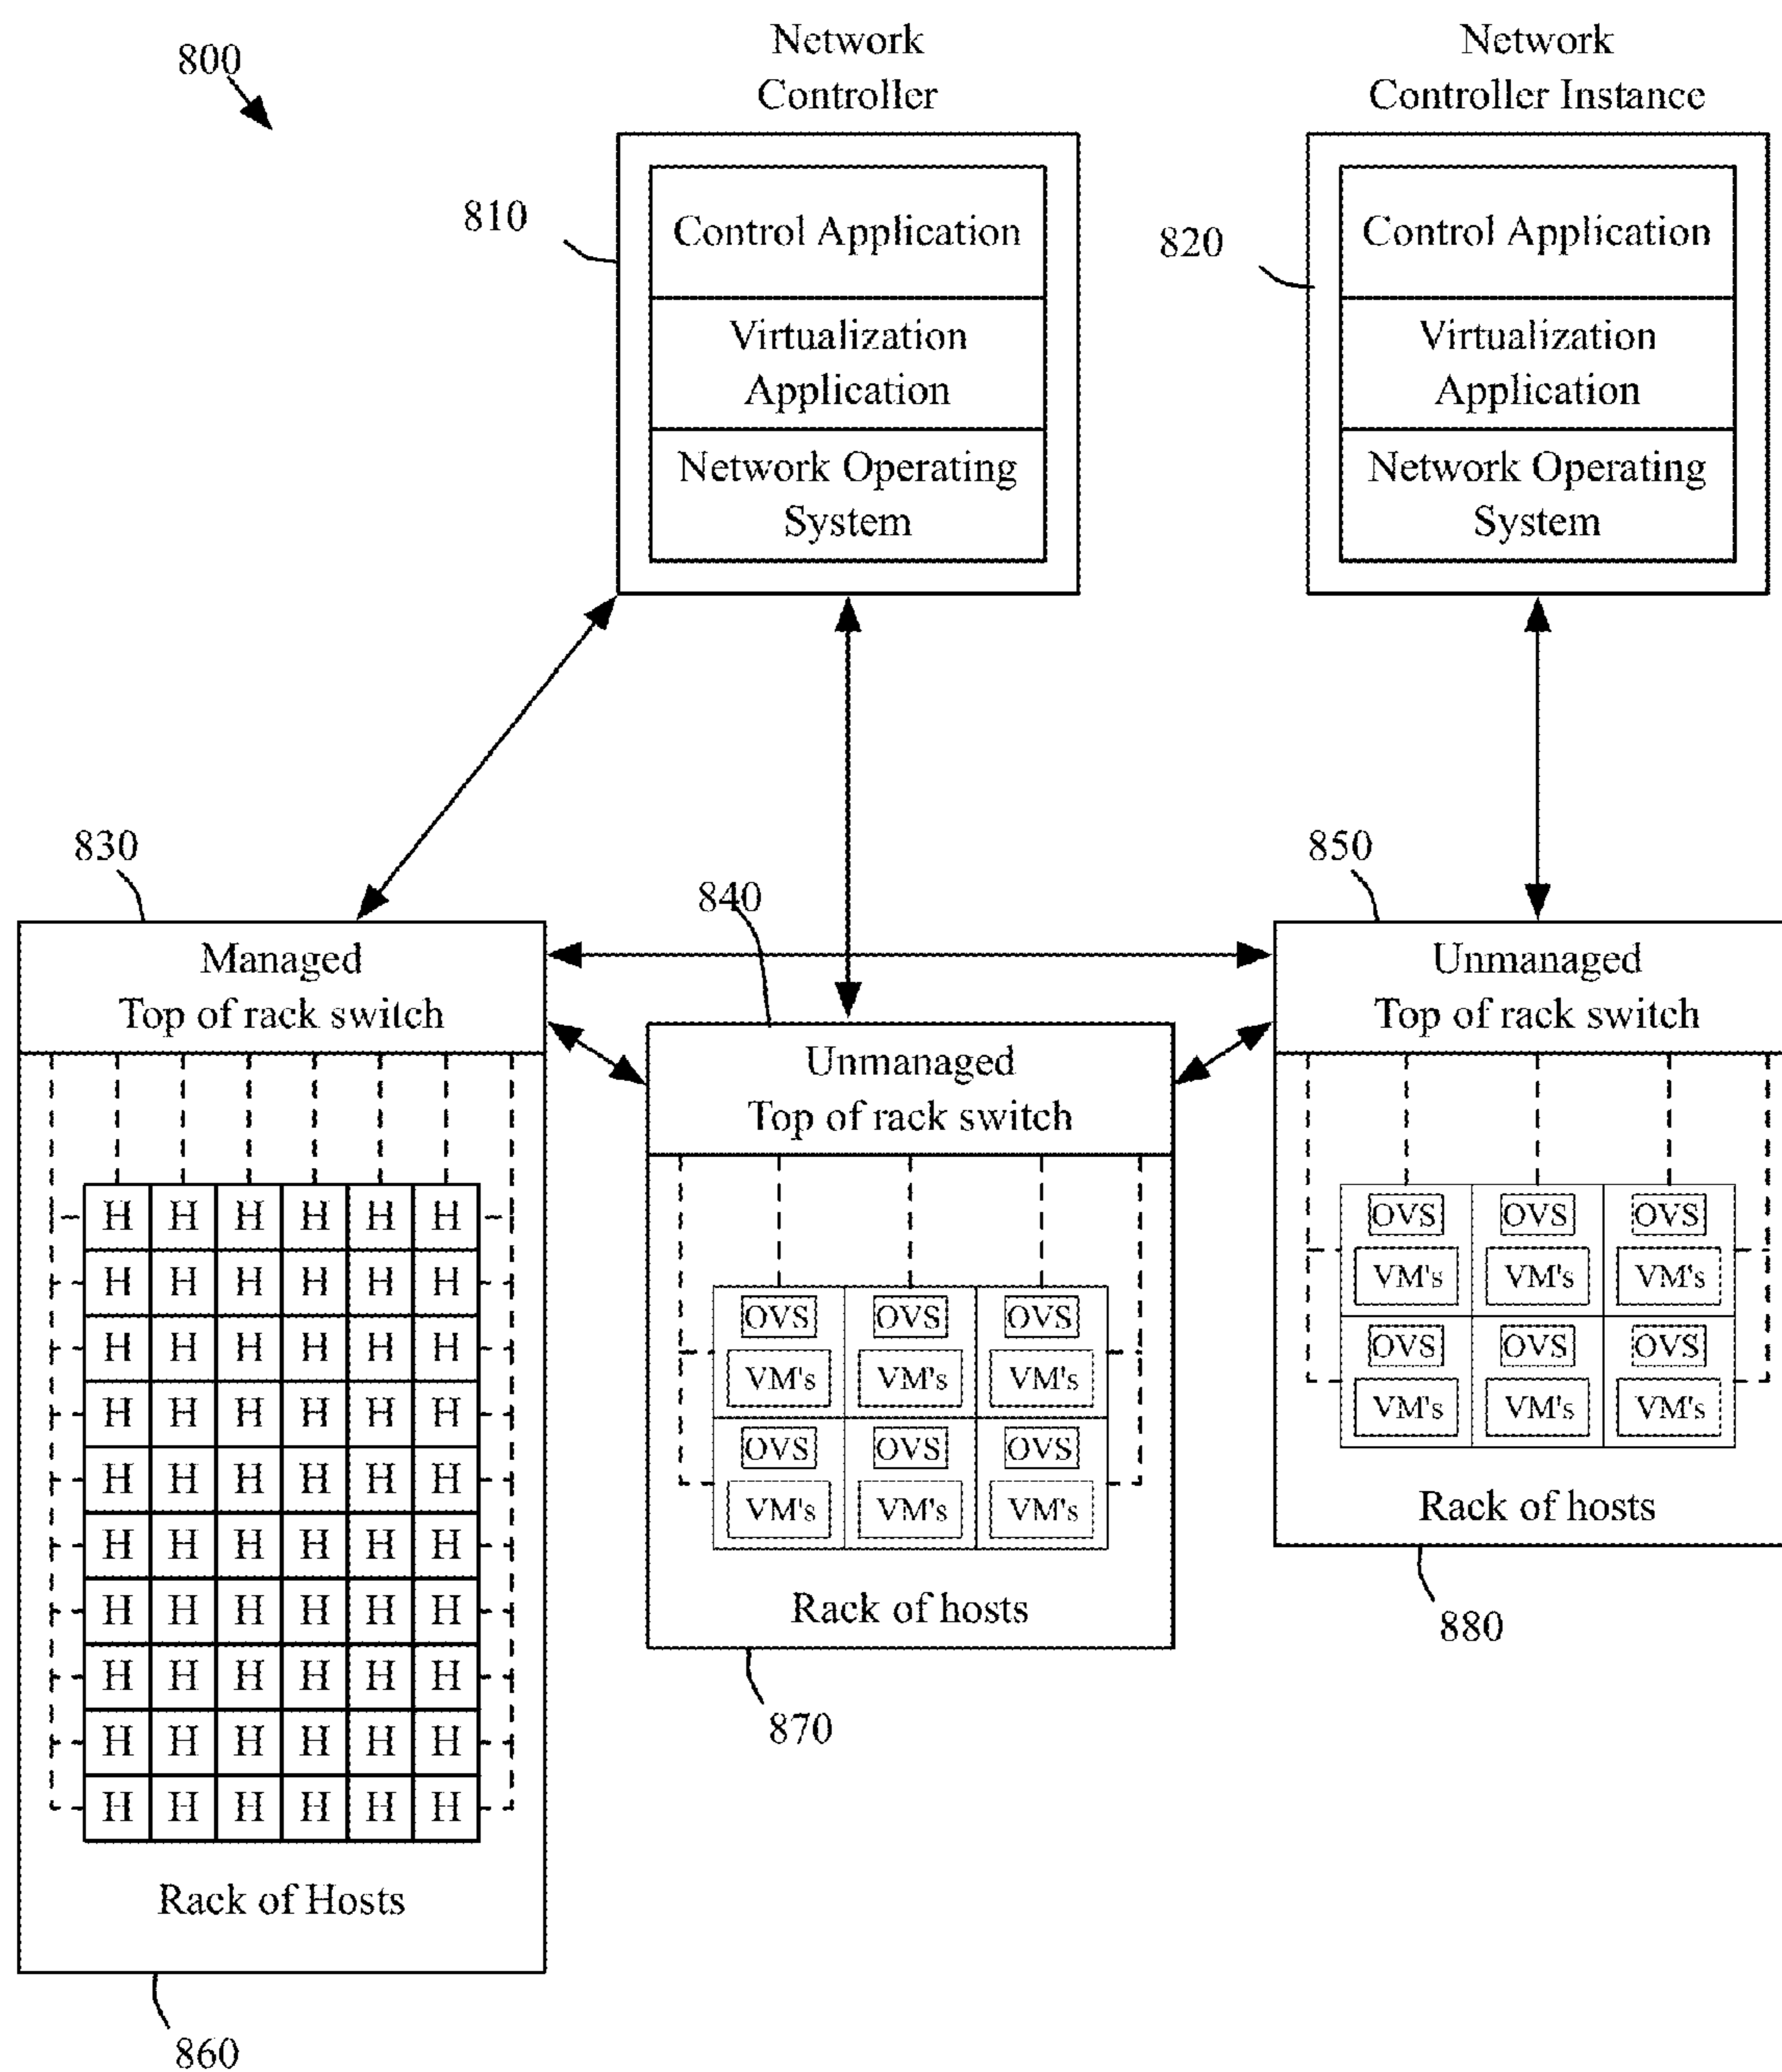 800
Network
Controller
Network
Controller Instance
810
Control Application
Virtualization
Application
Network Operating
System
820
Control Application
Virtualization
Application
Network Operating
System
830
840
850
Managed
Top of rack switch
Unmanaged
Top of rack switch
Unmanaged
Top of rack switch
H H H H H H
H H H H H H
H H H H H H
H H H H H H
H H H H H H
H H H H H H
H H H H H H
H H H H H H
H H H H H H
H H H H H H
Rack of Hosts
860
OVS OVS OVS
VM's VM's VM's
OVS OVS OVS
VM's VM's VM's
Rack of hosts
870
OVS OVS OVS
VM's VM's VM's
OVS OVS OVS
VM's VM's VM's
Rack of hosts
880